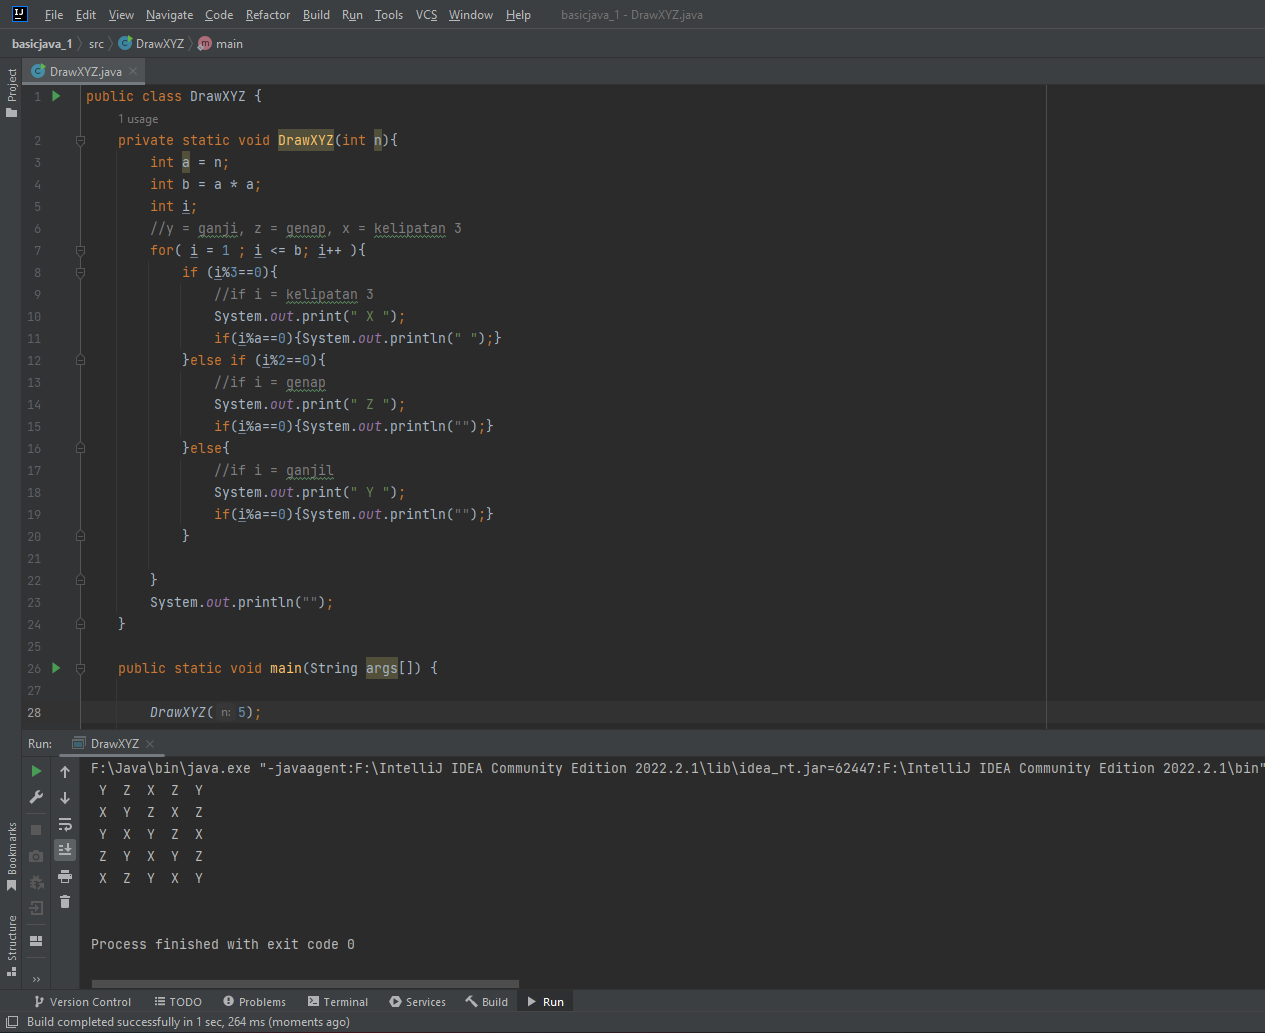 File Edit View Navigate Code Refactor Build Run Tools VCS Window Help basicjava_1 - DrawXYZ.java
basicjava_1 src DrawXYZ main
Project
DrawXYZ.java
1 public class DrawXYZ {
1 usage
2 private static void DrawXYZ(int n){
3 int a = n;
4 int b = a * a;
5 int i;
6 //y = ganji, z = genap, x = kelipatan 3
7 for( i = 1 ; i <= b; i++ ){
8 if (i%3==0){
9 //if i = kelipatan 3
10 System.out.print(" X ");
11 if(i%a==0){System.out.println(" ");}
12 }else if (i%2==0){
13 //if i = genap
14 System.out.print(" Z ");
15 if(i%a==0){System.out.println("");}
16 }else{
17 //if i = ganjil
18 System.out.print(" Y ");
19 if(i%a==0){System.out.println("");}
20 }
21
22 }
23 System.out.println("");
24 }
25
26 public static void main(String args[]) {
27
28 DrawXYZ( n: 5);
Run: DrawXYZ
F:\Java\bin\java.exe "-javaagent:F:\IntelliJ IDEA Community Edition 2022.2.1\lib\idea_rt.jar=62447:F:\IntelliJ IDEA Community Edition 2022.2.1\bin"
Y Z X Z Y
X Y Z X Z
Y X Y Z X
Z Y X Y Z
X Z Y X Y
Process finished with exit code 0
Bookmarks
Structure
Version Control TODO Problems Terminal Services Build Run
Build completed successfully in 1 sec, 264 ms (moments ago)